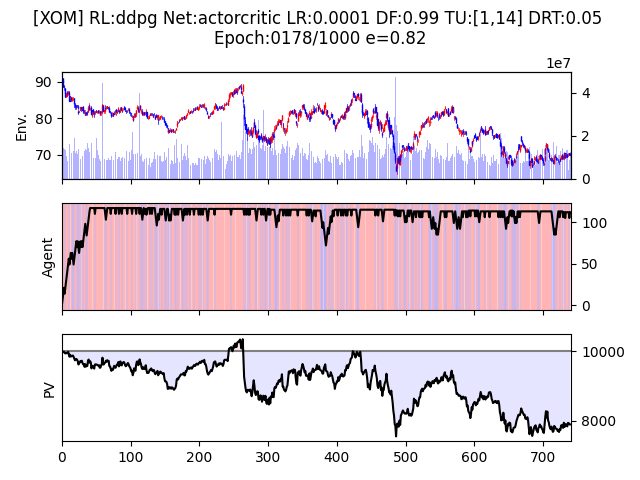 [XOM] RL:ddpg Net:actorcritic LR:0.0001 DF:0.99 TU:[1,14] DRT:0.05
Epoch:0178/1000 e=0.82
1e7
Env.
90
80
70
4
2
0
Agent
100
50
0
PV
10000
8000
0 100 200 300 400 500 600 700